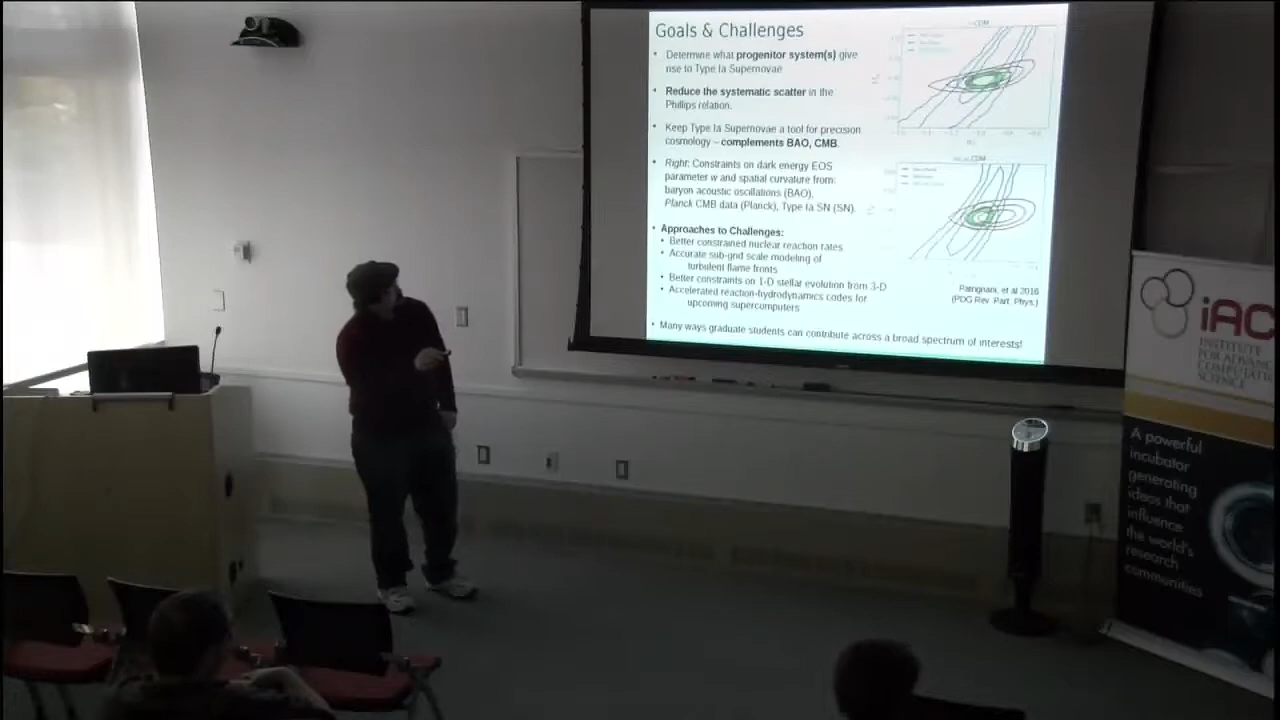 Goals & Challenges
• Determine what progenitor system(s) give
rise to Type Ia Supernovae
• Reduce the systematic scatter in the
Phillips relation.
• Keep Type Ia Supernovae a tool for precision
cosmology – complements BAO, CMB.
• Right: Constraints on dark energy EOS
parameter w and spatial curvature from:
baryon acoustic oscillations (BAO),
Planck CMB data (Planck), Type Ia SN (SN).
• Approaches to Challenges:
• Better constrained nuclear reaction rates
• Accurate sub-grid scale modeling of
turbulent flame fronts
• Better constraints on 1-D stellar evolution from 3-D
• Accelerated reaction-hydrodynamics codes for
upcoming supercomputers
• Many ways graduate students can contribute across a broad spectrum of interests!
Patrignani, et al 2016
(PDG Rev. Part. Phys.)
iAC
INSTITUTE
FOR ADVANC
COMPUTATIO
SCIENCE
A powerful
incubator
generating
ideas that
influence
the world's
research
communities